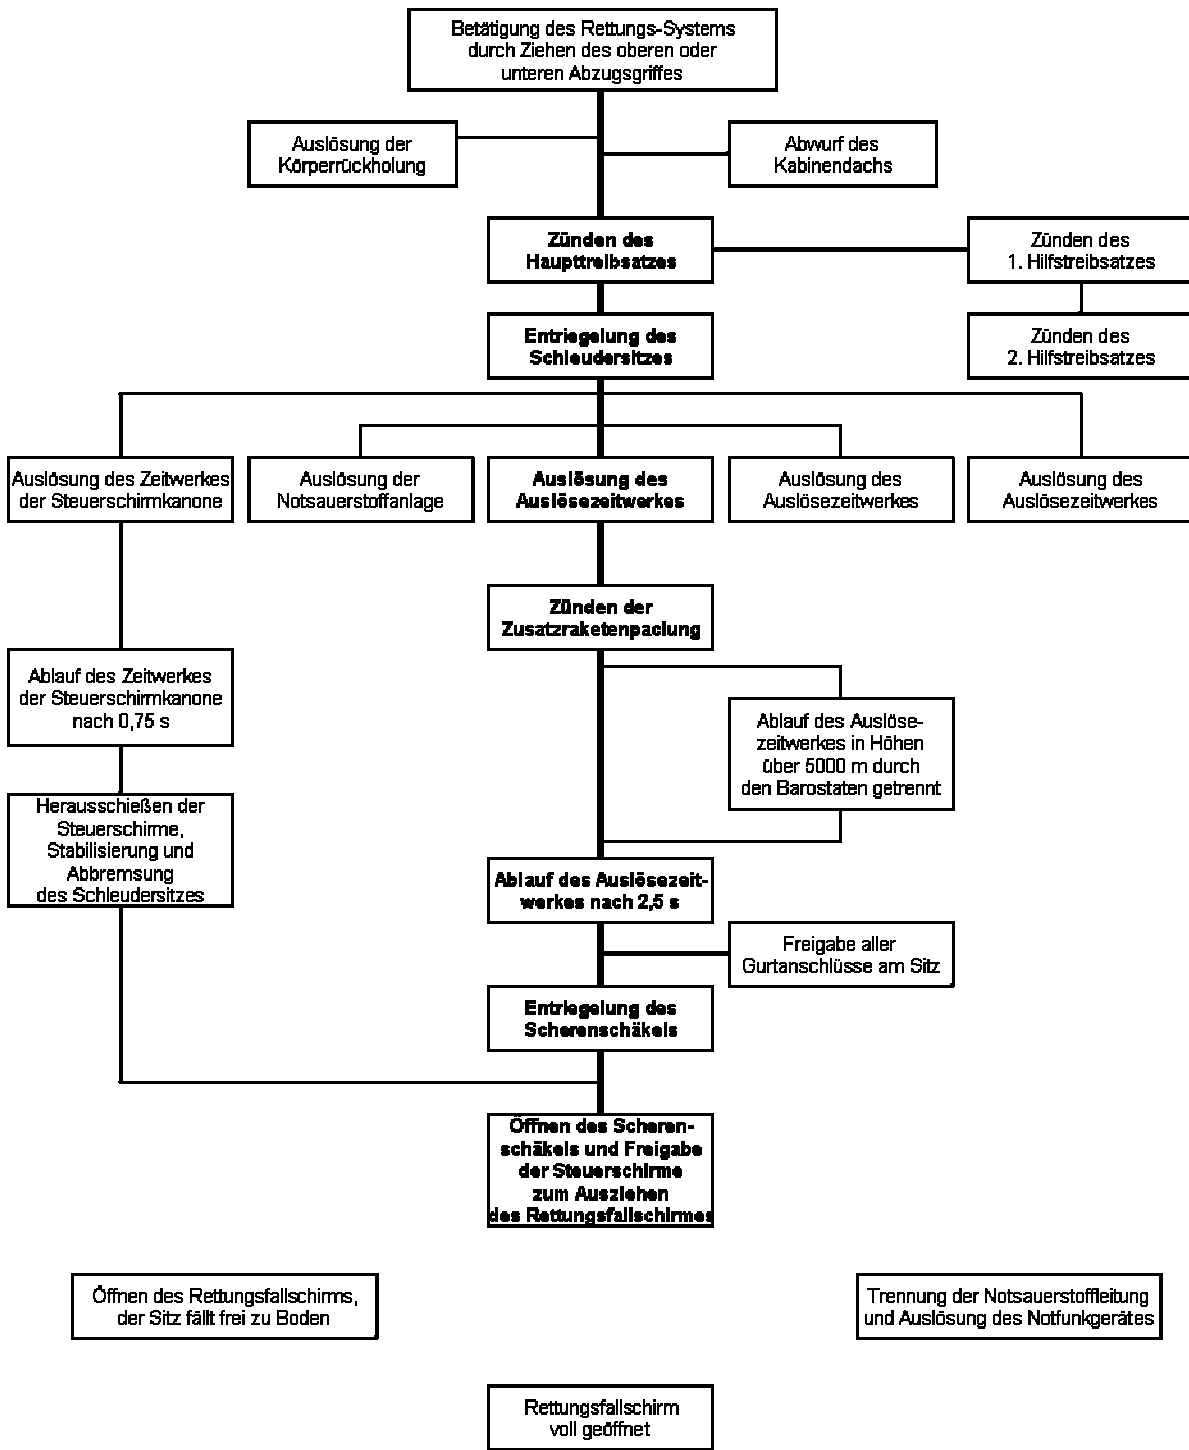 Betätigung des Rettungs-Systems
durch Ziehen des oberen oder
unteren Abzugsgriffes
Auslösung der
Körperrückholung
Abwurf des
Kabinendachs
Zünden des
Haupttreibsatzes
Zünden des
1. Hilfstreibsatzes
Entriegelung des
Schleudersitzes
Zünden des
2. Hilfstreibsatzes
Auslösung des Zeitwerkes
der Steuerschirmkanone
Auslösung der
Notsauerstoffanlage
Auslösung des
Auslösezeitwerkes
Auslösung des
Auslösezeitwerkes
Auslösung des
Auslösezeitwerkes
Zünden der
Zusatzraketenpackung
Ablauf des Zeitwerkes
der Steuerschirmkanone
nach 0,75 s
Ablauf des Auslöse-
zeitwerkes in Höhen
über 5000 m durch
den Barostaten getrennt
Herausschießen der
Steuerschirme,
Stabilisierung und
Abbremsung
des Schleudersitzes
Ablauf des Auslösezeit-
werkes nach 2,5 s
Freigabe aller
Gurtanschlüsse am Sitz
Entriegelung des
Scherenschäkels
Öffnen des Scheren-
schäkels und Freigabe
der Steuerschirme
zum Ausziehen
des Rettungsfallschirmes
Öffnen des Rettungsfallschirms,
der Sitz fällt frei zu Boden
Trennung der Notsauerstoffleitung
und Auslösung des Notfunkgerätes
Rettungsfallschirm
voll geöffnet